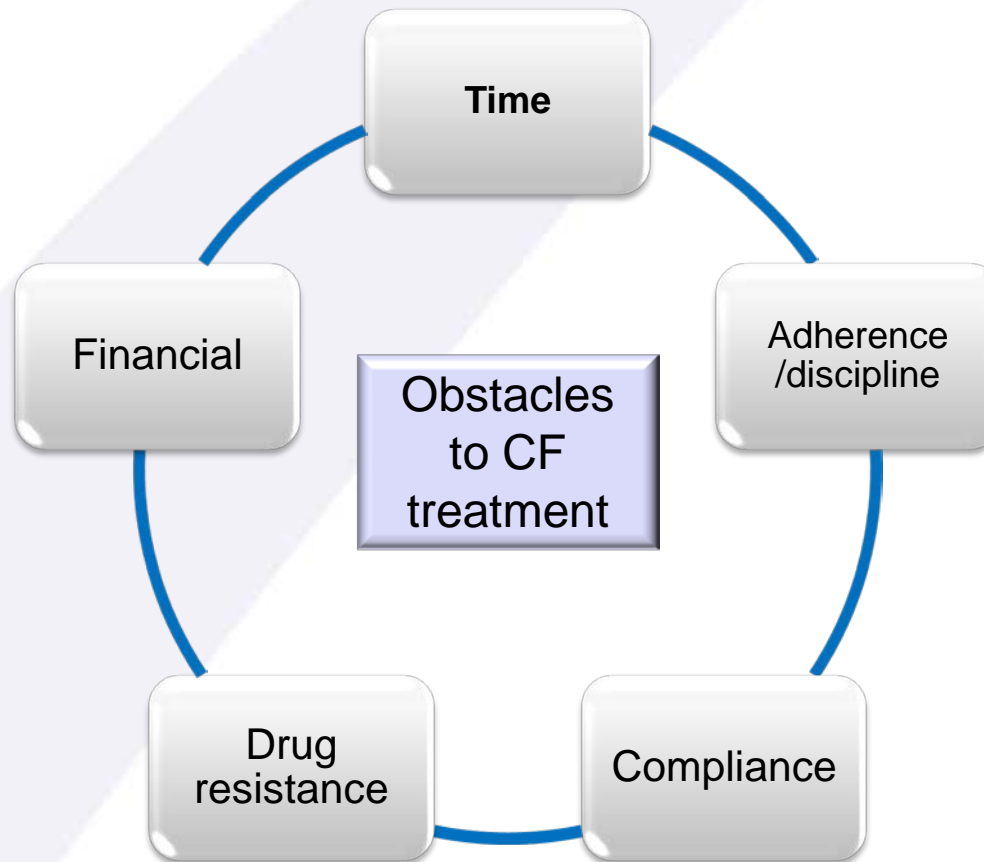 Time
Adherence
/discipline
Compliance
Drug
resistance
Financial
Obstacles
to CF
treatment